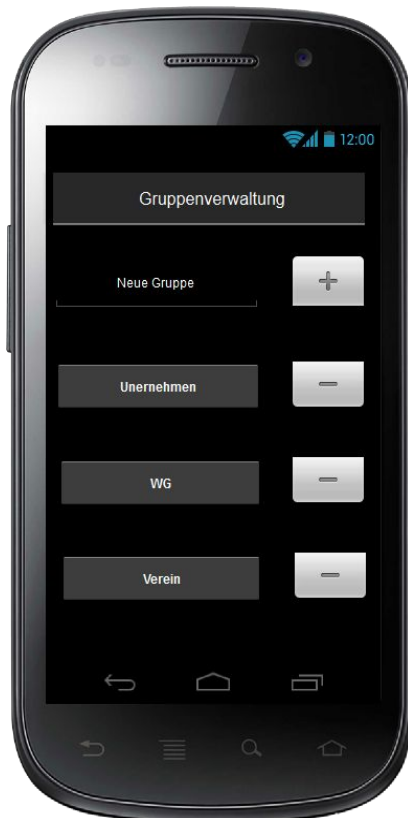 12:00
Gruppenverwaltung
Neue Gruppe
+
Unernehmen
−
WG
−
Verein
−